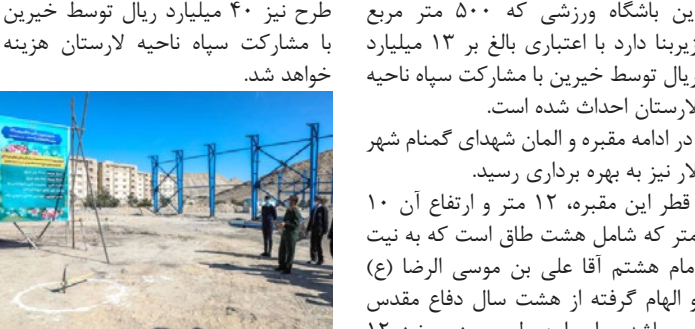 ین باشگاه ورزشی که ۵۰۰ متر مربع
زیربنا دارد با اعتباری بالغ بر ۱۳ میلیارد
ریال توسط خیرین با مشارکت سپاه ناحیه
لارستان احداث شده است.
در ادامه مقبره و المان شهدای گمنام شهر
لار نیز به بهره برداری رسید.
قطر این مقبره، ۱۲ متر و ارتفاع آن ۱۰
متر که شامل هشت طاق است که به نیت
امام هشتم آقا علی بن موسی الرضا (ع)
و الهام گرفته از هشت سال دفاع مقدس
طرح نیز ۴۰ میلیارد ریال توسط خیرین
با مشارکت سپاه ناحیه لارستان هزینه
خواهد شد.